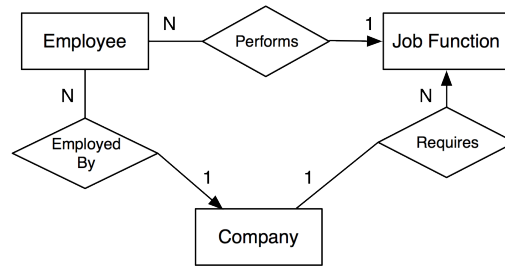 N
1
Employee
Performs
Job Function
N
N
Employed
By
Requires
1
1
Company